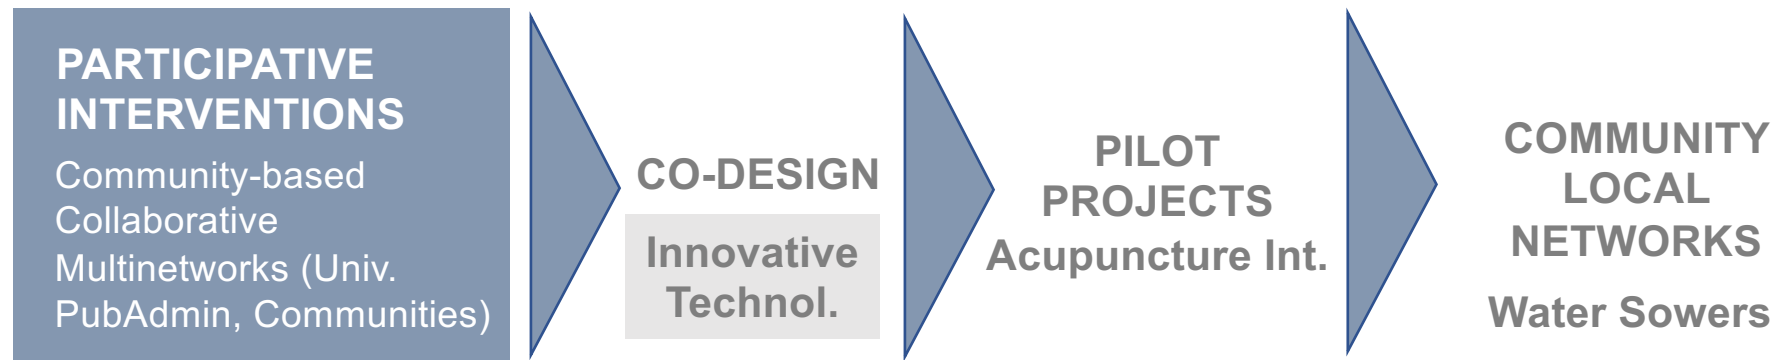 PARTICIPATIVE
INTERVENTIONS
Community-based
Collaborative
Multinetworks (Univ.
PubAdmin, Communities)
CO-DESIGN
Innovative
Technol.
PILOT
PROJECTS
Acupuncture Int.
COMMUNITY
LOCAL
NETWORKS
Water Sowers